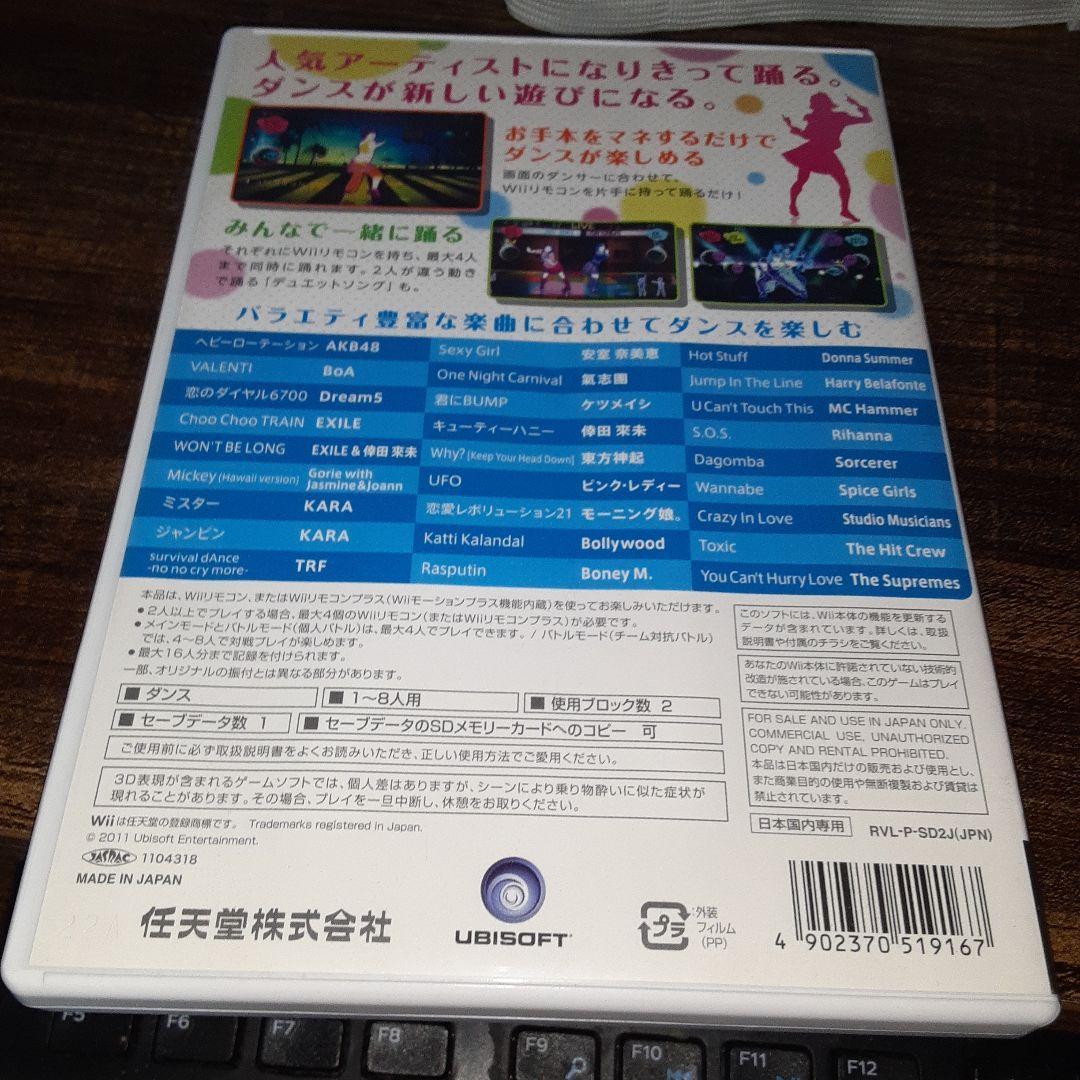 人気アーティストになりきって踊る。
ダンスが新しい遊びになる。
お手本をマネするだけで
ダンスが楽しめる
画面のダンサーに合わせて、
Wiiリモコンを片手に持って踊るだけ!
みんなで一緒に踊る
それぞれにWiiリモコンを持ち、最大4人
まで同時に踊れます。2人が違う動き
で踊る「デュエットソング」も。
バラエティ豊富な楽曲に合わせてダンスを楽しむ
ヘビーローテーション AKB48
VALENTI BoA
恋のダイヤル6700 Dream5
Choo Choo TRAIN EXILE
WON'T BE LONG EXILE & 倖田 來未
Mickey (Hawaii version) Gorie with
Jasmine&Joann
ミスター KARA
ジャンピン KARA
survival dAnce
-no no cry more- TRF
Sexy Girl 安室 奈美恵
One Night Carnival 氣志團
君にBUMP ケツメイシ
キューティーハニー 倖田 來未
Why? [Keep Your Head Down] 東方神起
UFO ピンク・レディー
恋愛レボリューション21 モーニング娘。
Katti Kalandal Bollywood
Rasputin Boney M.
Hot Stuff Donna Summer
Jump In The Line Harry Belafonte
U Can't Touch This MC Hammer
S.O.S. Rihanna
Dagomba Sorcerer
Wannabe Spice Girls
Crazy In Love Studio Musicians
Toxic The Hit Crew
You Can't Hurry Love The Supremes
本品は、Wiiリモコン、またはWiiリモコンプラス(Wiiモーションプラス機能内蔵)を使ってお楽しみいただけます。
●2人以上でプレイする場合、最大4個のWiiリモコン(またはWiiリモコンプラス)が必要です。
●メインモードとバトルモード(個人バトル)は、最大4人でプレイできます。/バトルモード(チーム対抗バトル)
では、4~8人で対戦プレイが楽しめます。
●最大16人分まで記録を付けられます。
一部、オリジナルの振付とは異なる部分があります。
■ ダンス
■ 1~8人用
■ 使用ブロック数 2
■ セーブデータ数 1
■ セーブデータのSDメモリーカードへのコピー 可
ご使用前に必ず取扱説明書をよくお読みいただき、正しい使用方法でご愛用ください。
3D表現が含まれるゲームソフトでは、個人差はありますが、シーンにより乗り物酔いに似た症状が
現れることがあります。その場合、プレイを一旦中断し、休憩をお取りください。
Wiiは任天堂の登録商標です。 Trademarks registered in Japan.
© 2011 Ubisoft Entertainment.
JASRAC 1104318
MADE IN JAPAN
任天堂株式会社
UBISOFT
プラ
:外装
フィルム
(PP)
このソフトには、Wii本体の機能を更新する
データが含まれています。詳しくは、取扱
説明書や付属のチラシをご覧ください。
あなたのWii本体に許諾されていない技術的
改造が施されている場合、このゲームはプレイ
できない可能性があります。
FOR SALE AND USE IN JAPAN ONLY.
COMMERCIAL USE, UNAUTHORIZED
COPY AND RENTAL PROHIBITED.
本品は日本国内だけの販売および使用とし、
また商業目的の使用や無断複製および賃貸は
禁止されています。
日本国内専用
RVL-P-SD2J(JPN)
4 902370 519167
F5
F6
F7
F8
F9
F10
F11
F12